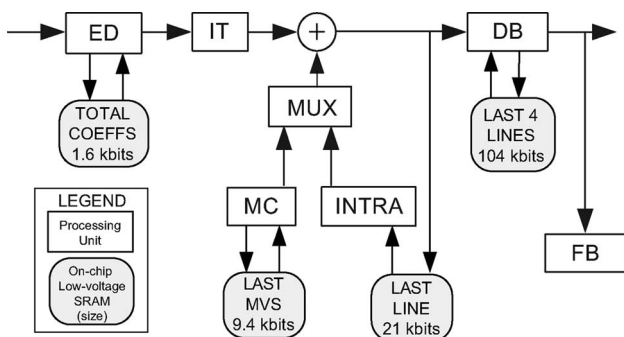 ED
IT
+
DB
TOTAL
COEFFS
1.6 kbits
MUX
LAST 4
LINES
104 kbits
LEGEND
Processing
Unit
On-chip
Low-voltage
SRAM
(size)
MC
INTRA
FB
LAST
MVS
9.4 kbits
LAST
LINE
21 kbits